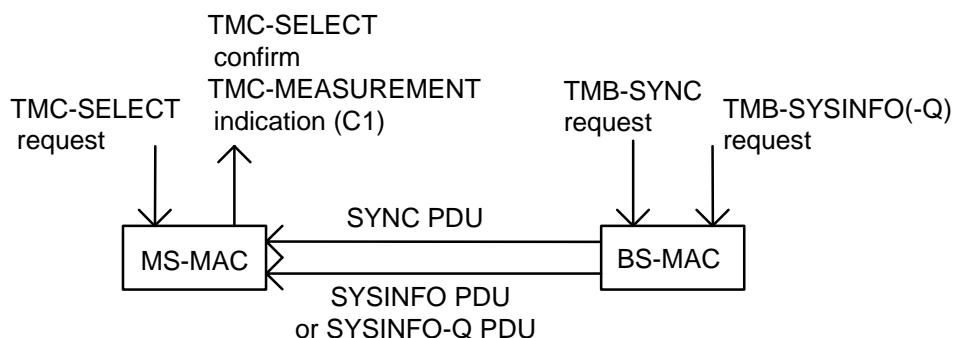 TMC-SELECT
confirm
TMC-MEASUREMENT
indication (C1)
TMC-SELECT
request
TMB-SYNC
request
TMB-SYSINFO(-Q)
request
SYNC PDU
MS-MAC
BS-MAC
SYSINFO PDU
or SYSINFO-Q PDU